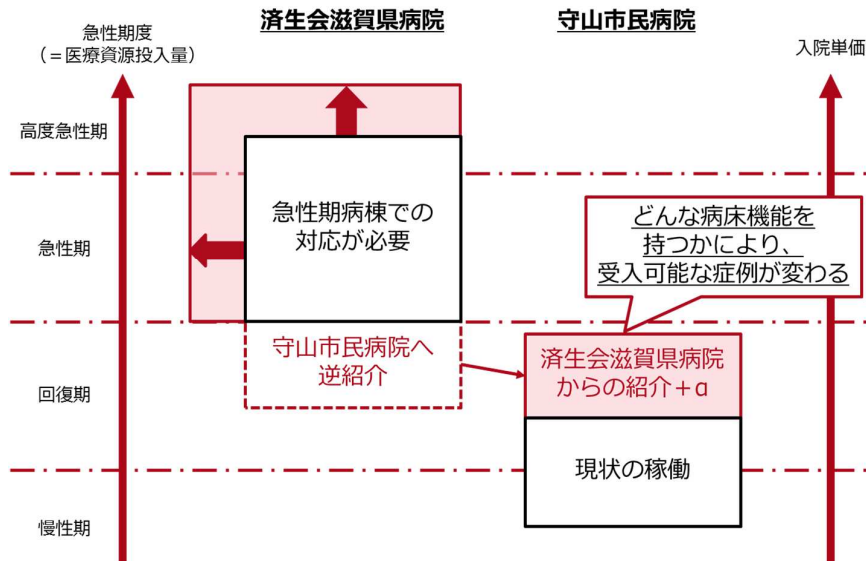 済生会滋賀県病院
守山市民病院
急性期度
(=医療資源投入量)
入院単価
高度急性期
急性期
回復期
慢性期
急性期病棟での
対応が必要
どんな病床機能を
持つかにより、
受入可能な症例が変わる
守山市民病院へ
逆紹介
済生会滋賀県病院
からの紹介+α
現状の稼働